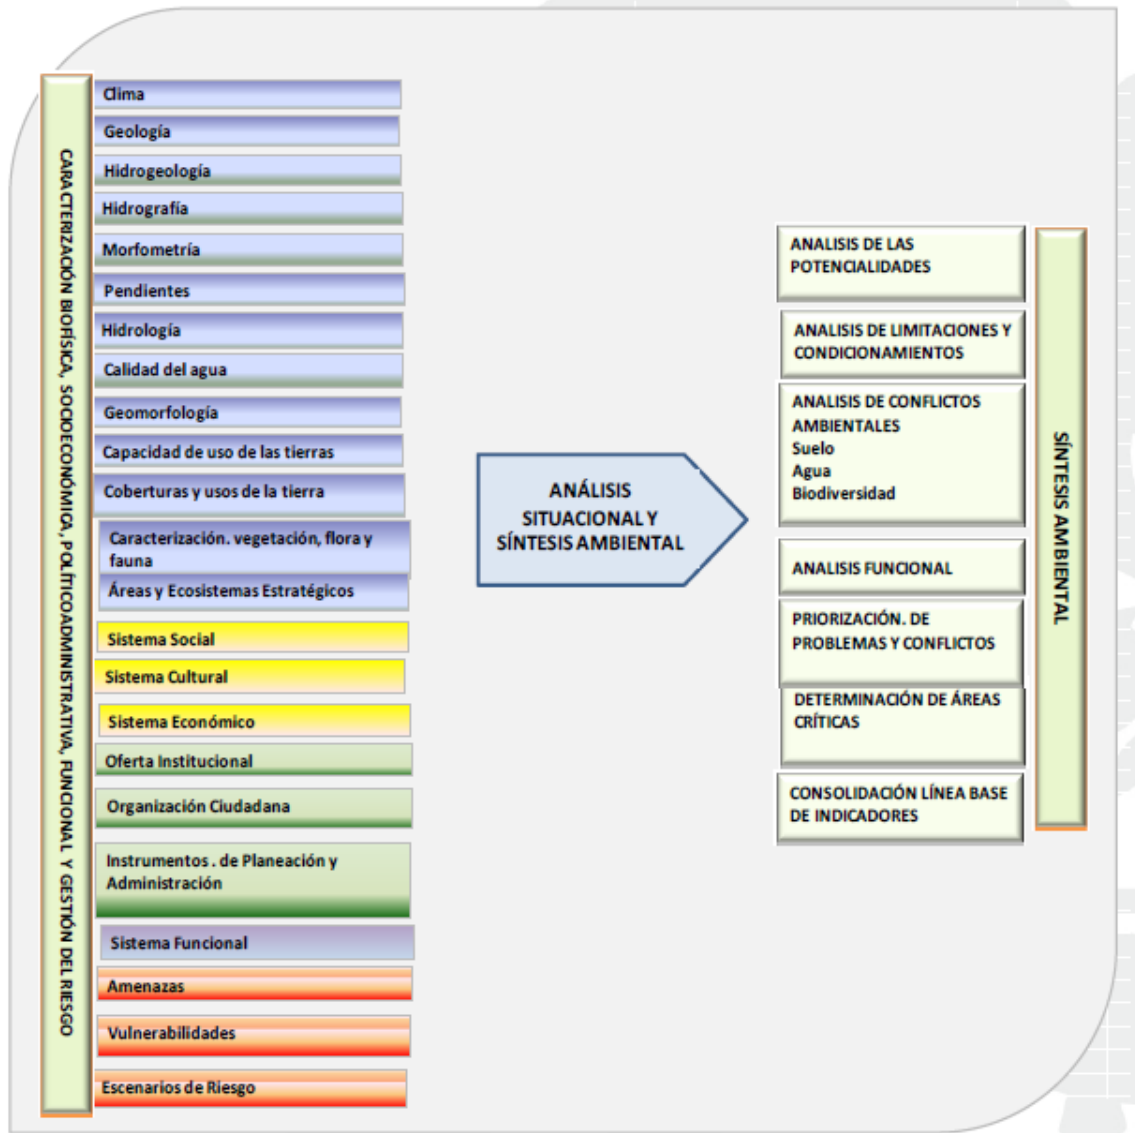 CARACTERIZACIÓN BIOFÍSICA, SOCIOECONÓMICA, POLÍTICOADMINISTRATIVA, FUNCIONAL Y GESTIÓN DEL RIESGO
Clima
Geología
Hidrogeología
Hidrografía
Morfometría
Pendientes
Hidrología
Calidad del agua
Geomorfología
Capacidad de uso de las tierras
Coberturas y usos de la tierra
Caracterización. vegetación, flora y
fauna
Áreas y Ecosistemas Estratégicos
Sistema Social
Sistema Cultural
Sistema Económico
Oferta Institucional
Organización Ciudadana
Instrumentos . de Planeación y
Administración
Sistema Funcional
Amenazas
Vulnerabilidades
Escenarios de Riesgo
ANÁLISIS
SITUACIONAL Y
SÍNTESIS AMBIENTAL
ANALISIS DE LAS
POTENCIALIDADES
ANALISIS DE LIMITACIONES Y
CONDICIONAMIENTOS
ANALISIS DE CONFLICTOS
AMBIENTALES
Suelo
Agua
Biodiversidad
ANALISIS FUNCIONAL
PRIORIZACIÓN. DE
PROBLEMAS Y CONFLICTOS
DETERMINACIÓN DE ÁREAS
CRÍTICAS
CONSOLIDACIÓN LÍNEA BASE
DE INDICADORES
SÍNTESIS AMBIENTAL